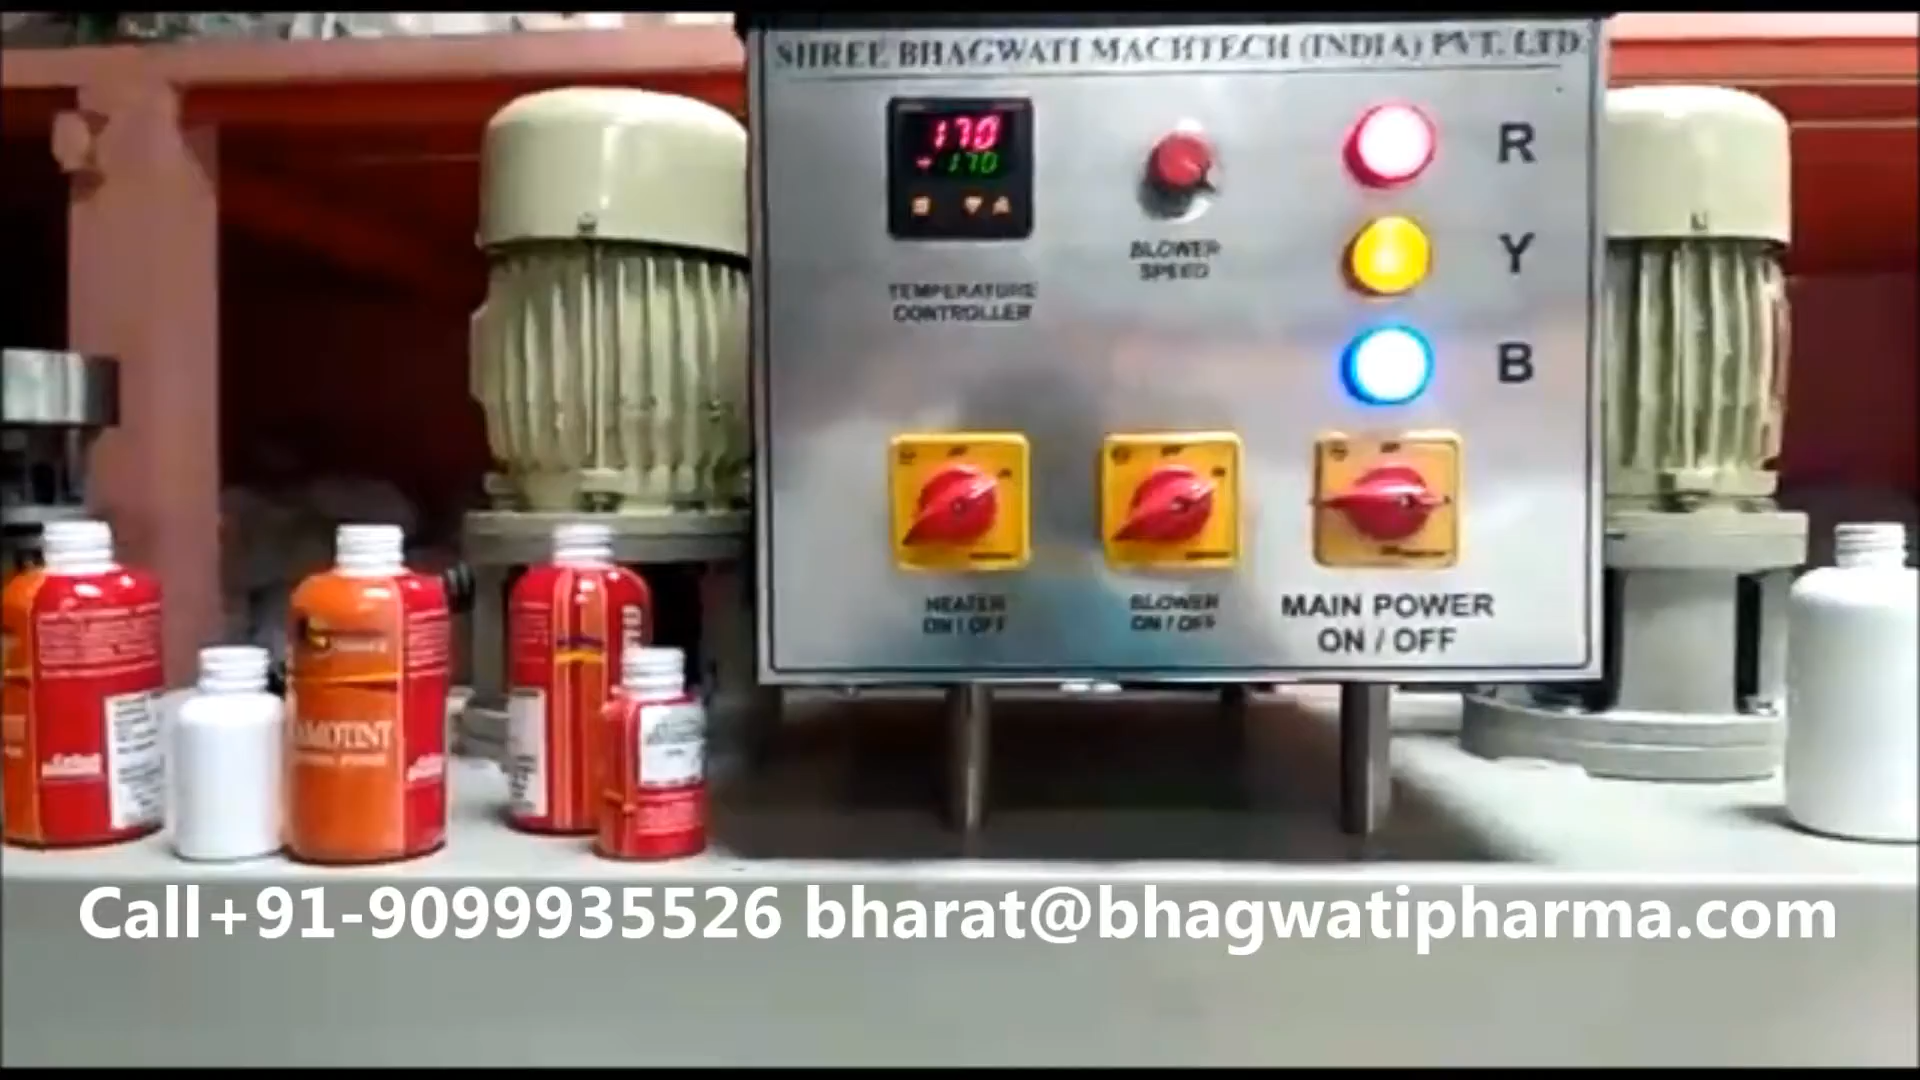 SHREE BHAGWATI MACHTECH (INDIA) PVT. LTD.
170
170
TEMPERATURE
CONTROLLER
BLOWER
SPEED
R
Y
B
HEATER
ON / OFF
BLOWER
ON / OFF
MAIN POWER
ON / OFF
AMOTINT
Call+91-9099935526 bharat@bhagwatipharma.com